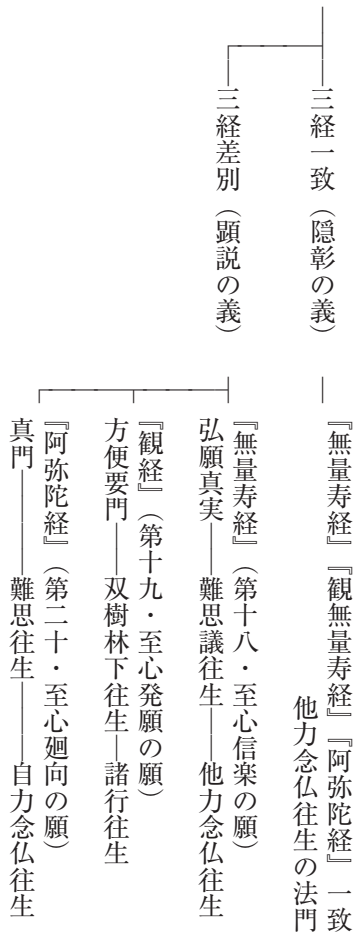 三経一致（隠彰の義）
『無量寿経』『観無量寿経』『阿弥陀経』一致
他力念仏往生の法門
三経差別（顕説の義）
『無量寿経』（第十八・至心信楽の願）
弘願真実――難思議往生――他力念仏往生
『観経』（第十九・至心発願の願）
方便要門――双樹林下往生―諸行往生
『阿弥陀経』（第二十・至心廻向の願）
真門――――難思往生―――自力念仏往生